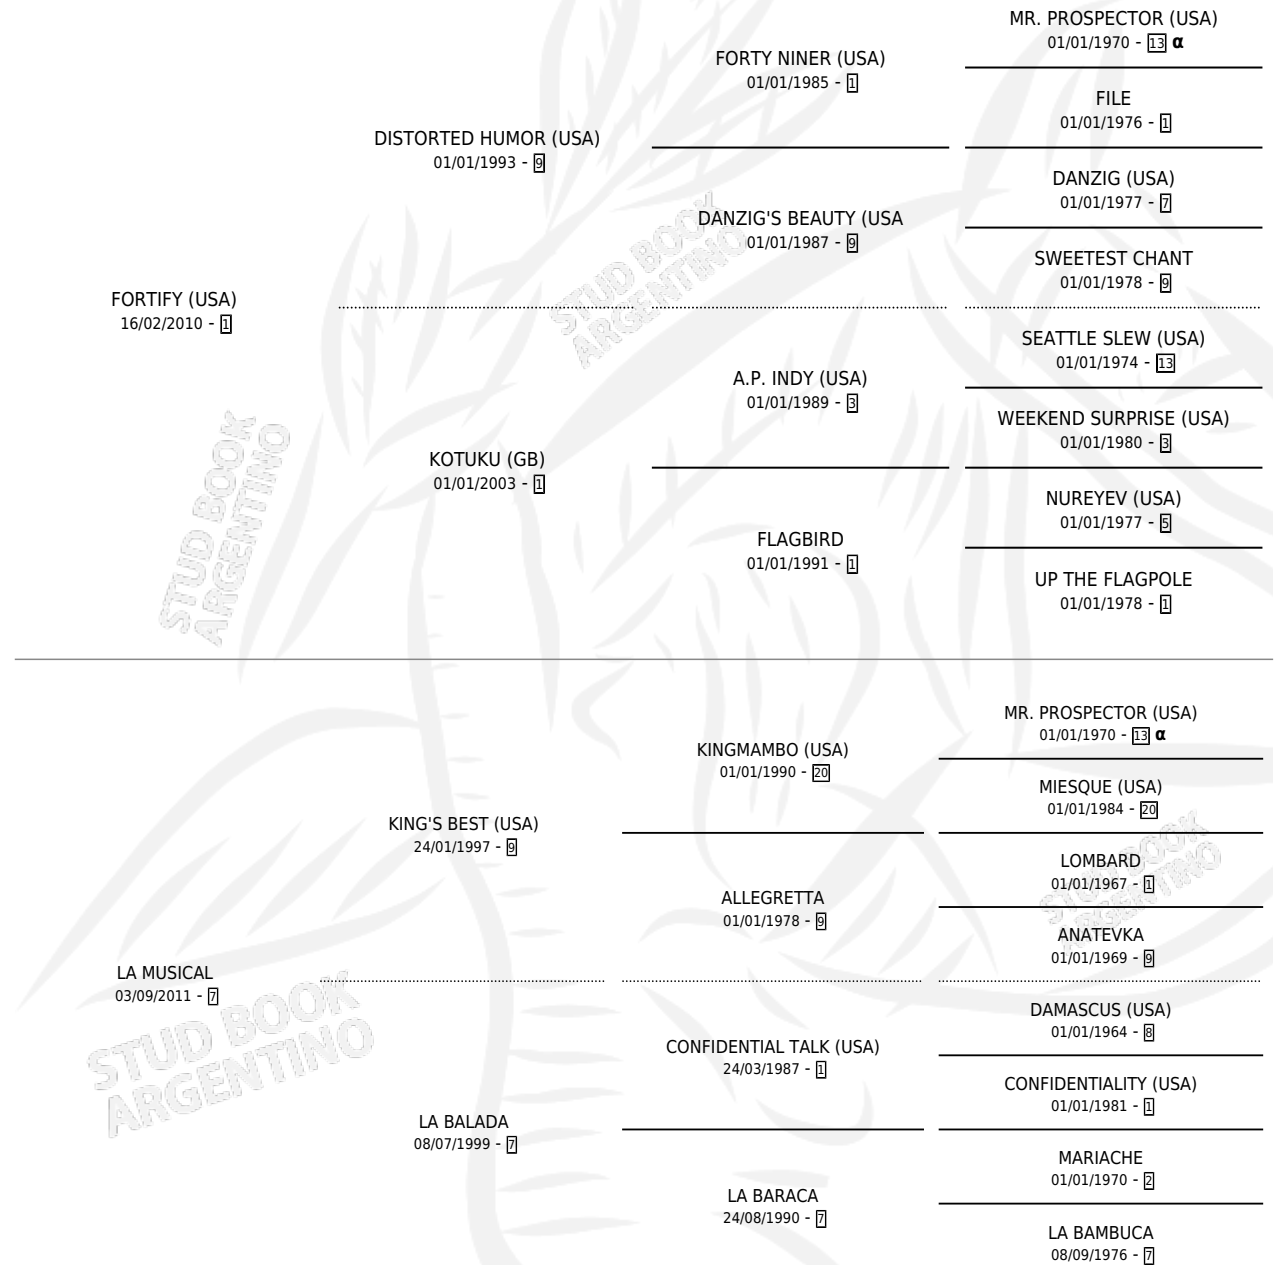 MR. PROSPECTOR (USA)
01/01/1970 - 13 α
FORTY NINER (USA)
01/01/1985 - 1
FILE
01/01/1976 - 1
DISTORTED HUMOR (USA)
01/01/1993 - 9
DANZIG (USA)
01/01/1977 - 7
DANZIG'S BEAUTY (USA
01/01/1987 - 9
SWEETEST CHANT
01/01/1978 - 9
FORTIFY (USA)
16/02/2010 - 1
SEATTLE SLEW (USA)
01/01/1974 - 13
A.P. INDY (USA)
01/01/1989 - 3
WEEKEND SURPRISE (USA)
01/01/1980 - 3
KOTUKU (GB)
01/01/2003 - 1
NUREYEV (USA)
01/01/1977 - 5
FLAGBIRD
01/01/1991 - 1
UP THE FLAGPOLE
01/01/1978 - 1
STUD BOOK
ARGENTINO
STUD BOOK
ARGENTINO
MR. PROSPECTOR (USA)
01/01/1970 - 13 α
KINGMAMBO (USA)
01/01/1990 - 20
MIESQUE (USA)
01/01/1984 - 20
KING'S BEST (USA)
24/01/1997 - 9
LOMBARD
01/01/1967 - 1
ALLEGRETTA
01/01/1978 - 9
ANATEVKA
01/01/1969 - 9
LA MUSICAL
03/09/2011 - 7
DAMASCUS (USA)
01/01/1964 - 8
CONFIDENTIAL TALK (USA)
24/03/1987 - 1
CONFIDENTIALITY (USA)
01/01/1981 - 1
LA BALADA
08/07/1999 - 7
MARIACHE
01/01/1970 - 2
LA BARACA
24/08/1990 - 7
LA BAMBUCA
08/09/1976 - 7
STUD BOOK
ARGENTINO
STUD BOOK
ARGENTINO